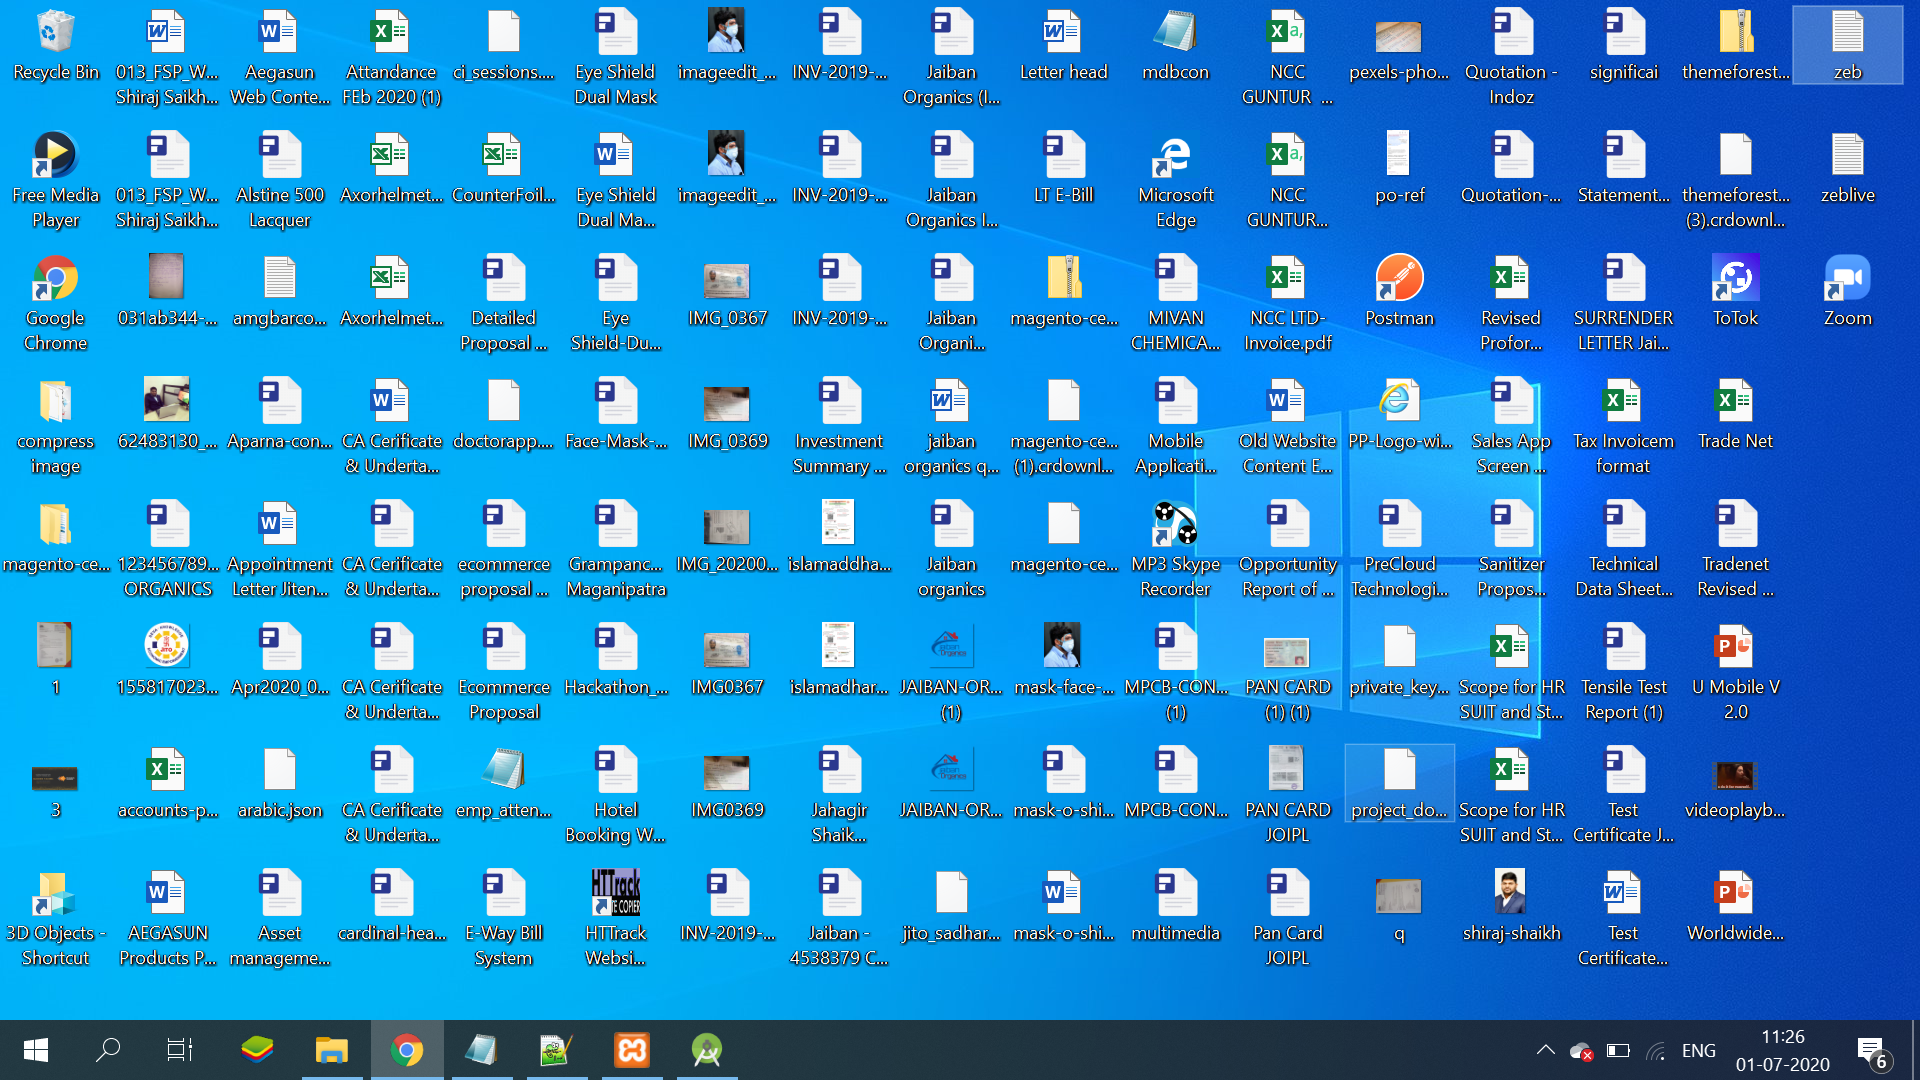 Recycle Bin
013_FSP_W...
Shiraj Saikh...
Aegasun
Web Conte...
Attandance
FEb 2020 (1)
ci_sessions....
Eye Shield
Dual Mask
imageedit_...
INV-2019-...
Jaiban
Organics (I...
Letter head
mdbcon
NCC
GUNTUR ...
pexels-pho...
Quotation -
Indoz
significai
themeforest...
zeb
Free Media
Player
013_FSP_W...
Shiraj Saikh...
Alstine 500
Lacquer
Axorhelmet...
CounterFoil...
Eye Shield
Dual Ma...
imageedit_...
INV-2019-...
Jaiban
Organics I...
LT E-Bill
Microsoft
Edge
NCC
GUNTUR...
po-ref
Quotation-...
Statement...
themeforest...
(3).crdownl...
zeblive
Google
Chrome
031ab344-...
amgbarco...
Axorhelmet...
Detailed
Proposal ...
Eye
Shield-Du...
IMG_0367
INV-2019-...
Jaiban
Organi...
magento-ce...
MIVAN
CHEMICA...
NCC LTD-
Invoice.pdf
Postman
Revised
Profor...
SURRENDER
LETTER Jai...
ToTok
Zoom
compress
image
62483130_...
Aparna-con...
CA Cerificate
& Underta...
doctorapp....
Face-Mask-...
IMG_0369
Investment
Summary ...
jaiban
organics q...
magento-ce...
(1).crdownl...
Mobile
Applicati...
Old Website
Content E...
PP-Logo-wi...
Sales App
Screen ...
Tax Invoicem
format
Trade Net
magento-ce...
123456789...
ORGANICS
Appointment
Letter Jiten...
CA Cerificate
& Underta...
ecommerce
proposal ...
Grampanc...
Maganipatra
IMG_20200...
islamaddha...
Jaiban
organics
magento-ce...
MP3 Skype
Recorder
Opportunity
Report of ...
PreCloud
Technologi...
Sanitizer
Propos...
Technical
Data Sheet...
Tradenet
Revised ...
1
155817023...
Apr2020_0...
CA Cerificate
& Underta...
Ecommerce
Proposal
Hackathon_...
IMG0367
islamadhar...
JAIBAN-OR...
(1)
mask-face-...
MPCB-CON...
(1)
PAN CARD
(1) (1)
private_key...
Scope for HR
SUIT and St...
Tensile Test
Report (1)
U Mobile V
2.0
3
accounts-p...
arabic.json
CA Cerificate
& Underta...
emp_atten...
Hotel
Booking W...
IMG0369
Jahagir
Shaik...
JAIBAN-OR...
mask-o-shi...
MPCB-CON...
PAN CARD
JOIPL
project_do...
Scope for HR
SUIT and St...
Test
Certificate J...
videoplayb...
3D Objects -
Shortcut
AEGASUN
Products P...
Asset
manageme...
cardinal-hea...
E-Way Bill
System
HTTrack
Websi...
INV-2019-...
Jaiban -
4538379 C...
jito_sadhar...
mask-o-shi...
multimedia
Pan Card
JOIPL
q
shiraj-shaikh
Test
Certificate...
Worldwide...
ENG
11:26
01-07-2020
6